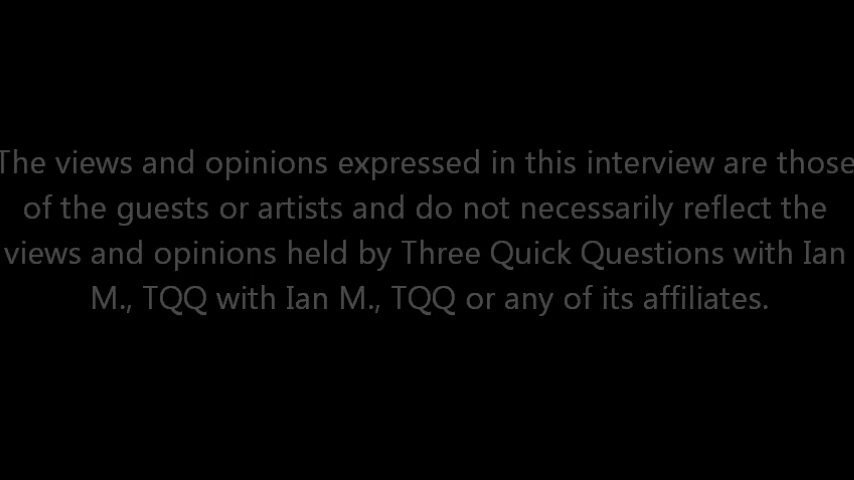 The views and opinions expressed in this interview are those
of the guests or artists and do not necessarily reflect the
views and opinions held by Three Quick Questions with Ian
M., TQQ with Ian M., TQQ or any of its affiliates.